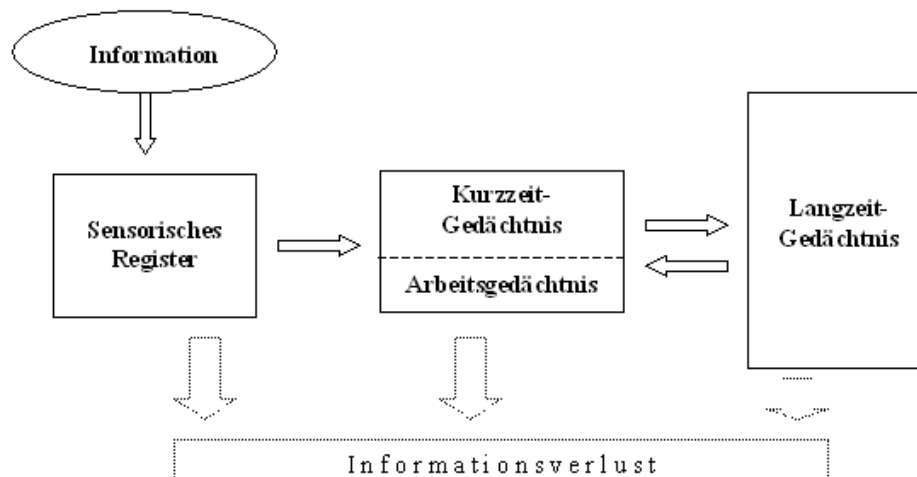 Information
Sensorisches
Register
Kurzzeit-
Gedächtnis
Arbeitsgedächtnis
Langzeit-
Gedächtnis
Informationsverlust